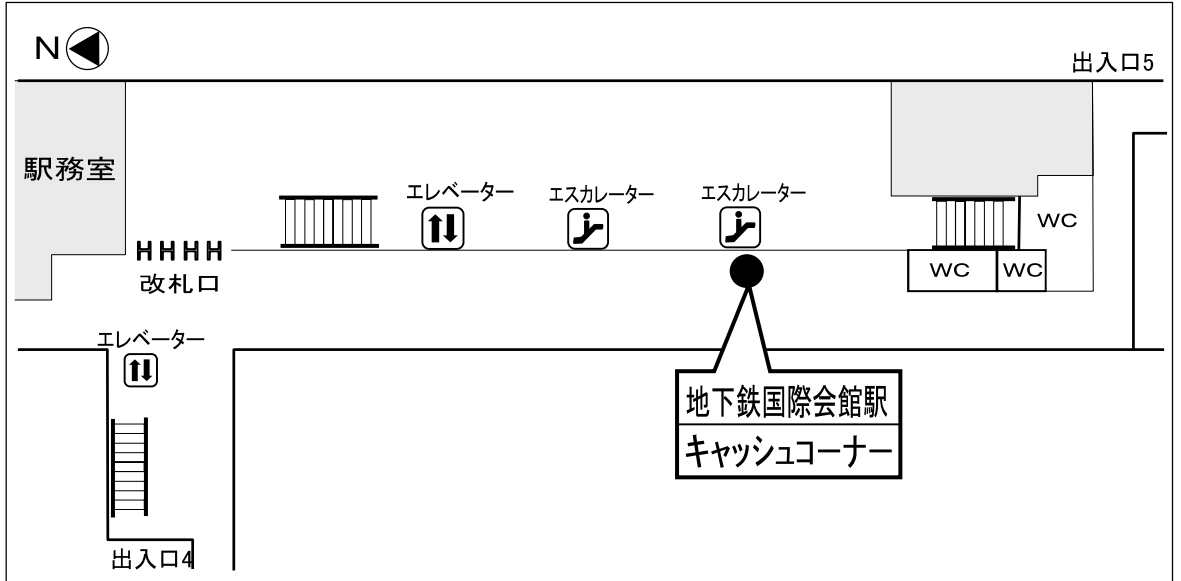 N
出入口5
駅務室
エレベーター
エスカレーター
エスカレーター
WC
改札口
WC
WC
エレベーター
地下鉄国際会館駅
キャッシュコーナー
出入口4